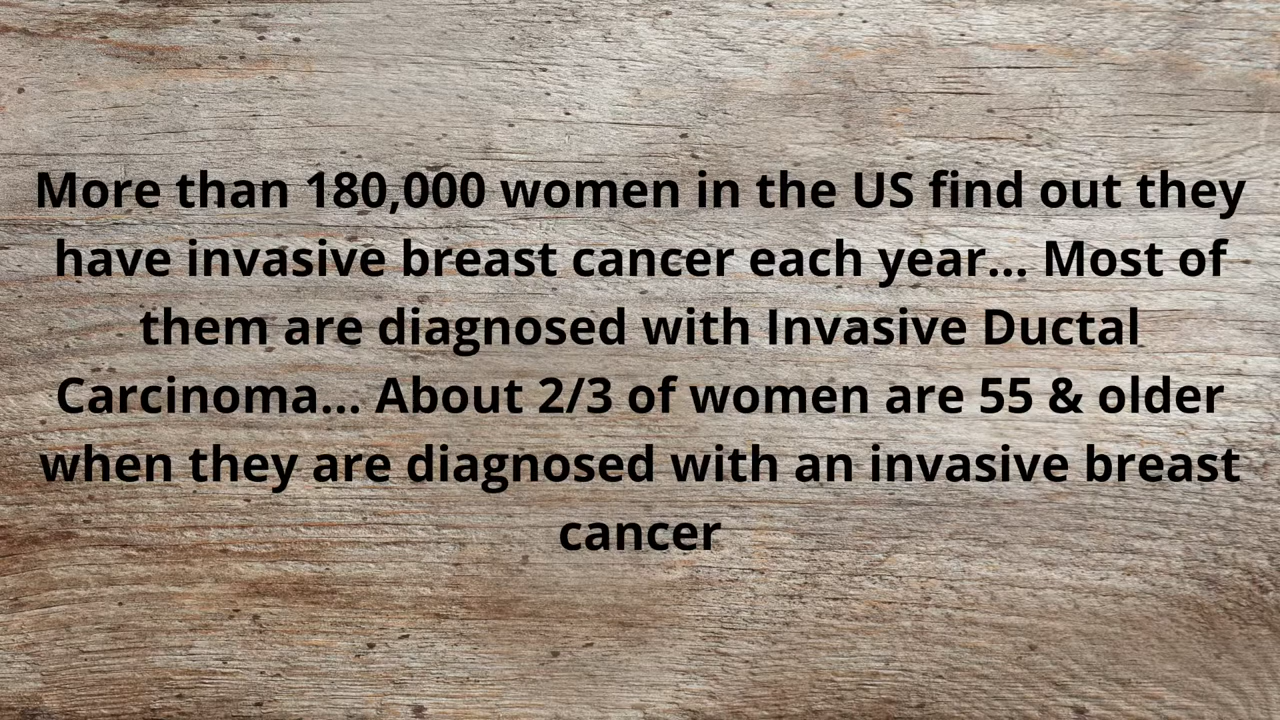 More than 180,000 women in the US find out they
have invasive breast cancer each year... Most of
them are diagnosed with Invasive Ductal
Carcinoma... About 2/3 of women are 55 & older
when they are diagnosed with an invasive breast
cancer